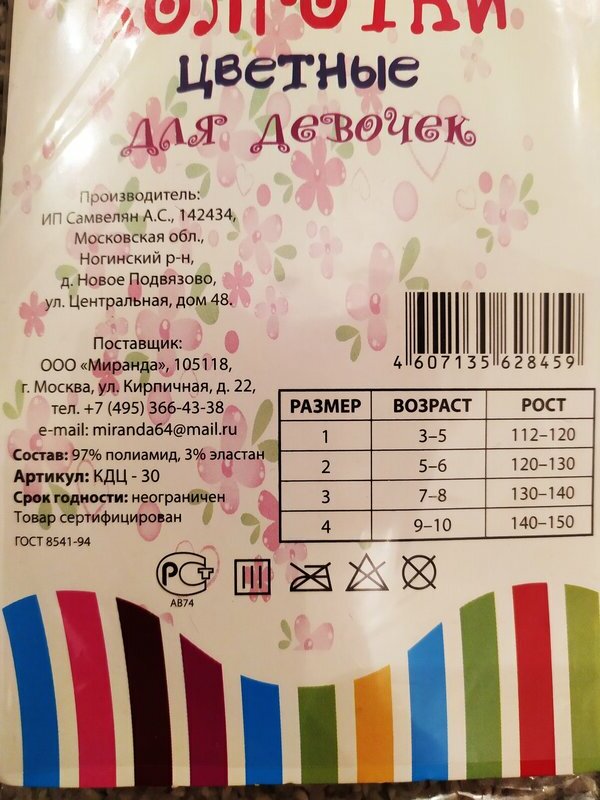 КОЛГОТКИ
цветные
для девочек
Производитель:
ИП Самвелян А.С., 142434,
Московская обл.,
Ногинский р-н,
д. Новое Подвязово,
ул. Центральная, дом 48.
Поставщик:
ООО «Миранда», 105118,
г. Москва, ул. Кирпичная, д. 22,
тел. +7 (495) 366-43-38
e-mail: miranda64@mail.ru
Состав: 97% полиамид, 3% эластан
Артикул: КДЦ - 30
Срок годности: неограничен
Товар сертифицирован
ГОСТ 8541-94
4 607135 628459
РАЗМЕР ВОЗРАСТ РОСТ
1 3–5 112–120
2 5–6 120–130
3 7–8 130–140
4 9–10 140–150
РСТ
АВ74